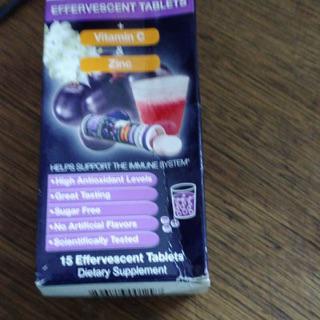 EFFERVESCENT TABLETS
+
Vitamin C
&
Zinc
HELPS SUPPORT THE IMMUNE SYSTEM*
•High Antioxidant Levels
•Great Tasting
•Sugar Free
•No Artificial Flavors
•Scientifically Tested
15 Effervescent Tablets
Dietary Supplement